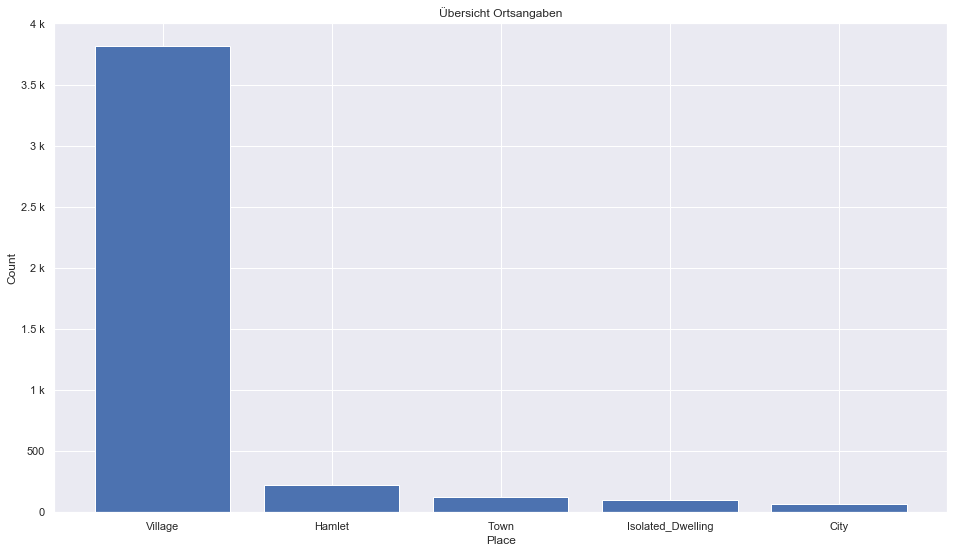 Übersicht Ortsangaben
4 k
3.5 k
3 k
2.5 k
2 k
1.5 k
1 k
500
0
Count
Village Hamlet Town Isolated_Dwelling City
Place